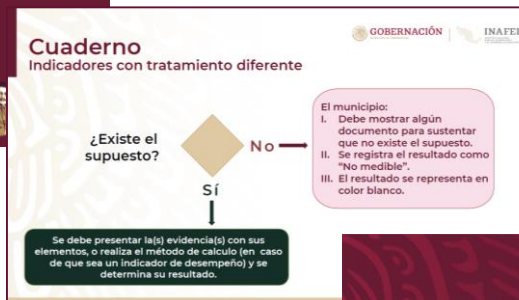 Cuaderno
Indicadores con tratamiento diferente
GOBERNACIÓN
INAFED
¿Existe el
supuesto?
No
Sí
El municipio:
I. Debe mostrar algún
documento para sustentar
que no existe el supuesto.
II. Se registra el resultado como
“No medible”.
III. El resultado se representa en
color blanco.
Se debe presentar la(s) evidencia(s) con sus
elementos, o realiza el método de calculo (en caso
de que sea un indicador de desempeño) y se
determina su resultado.